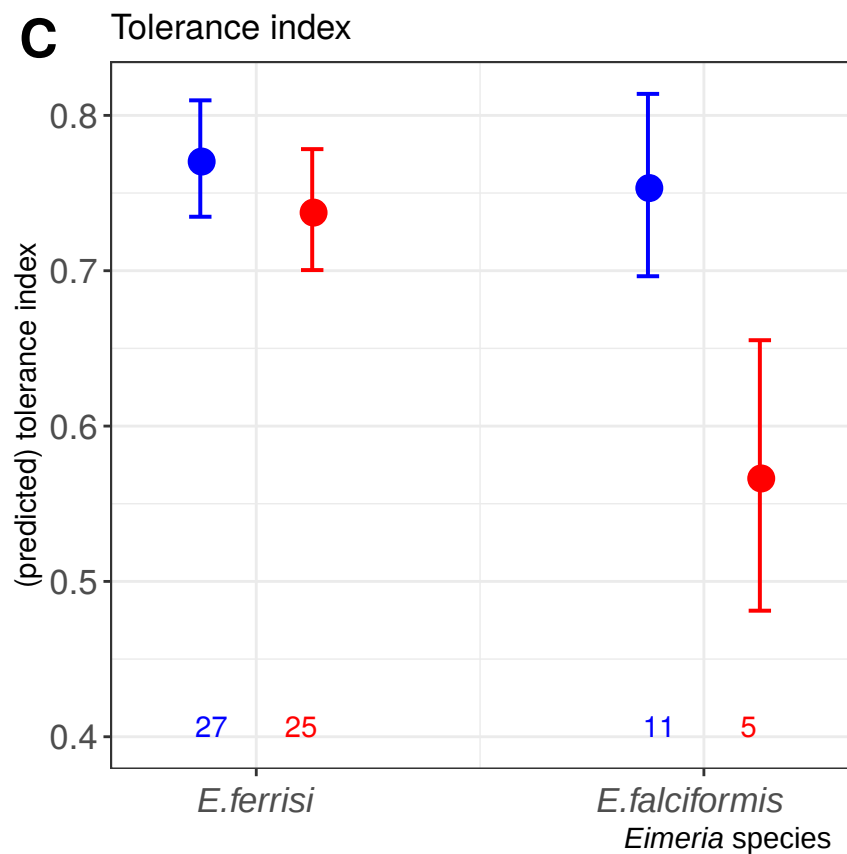 C
Tolerance index
(predicted) tolerance index
0.8
0.7
0.6
0.5
0.4
27 25 11 5
E.ferrisi E.falciformis
Eimeria species